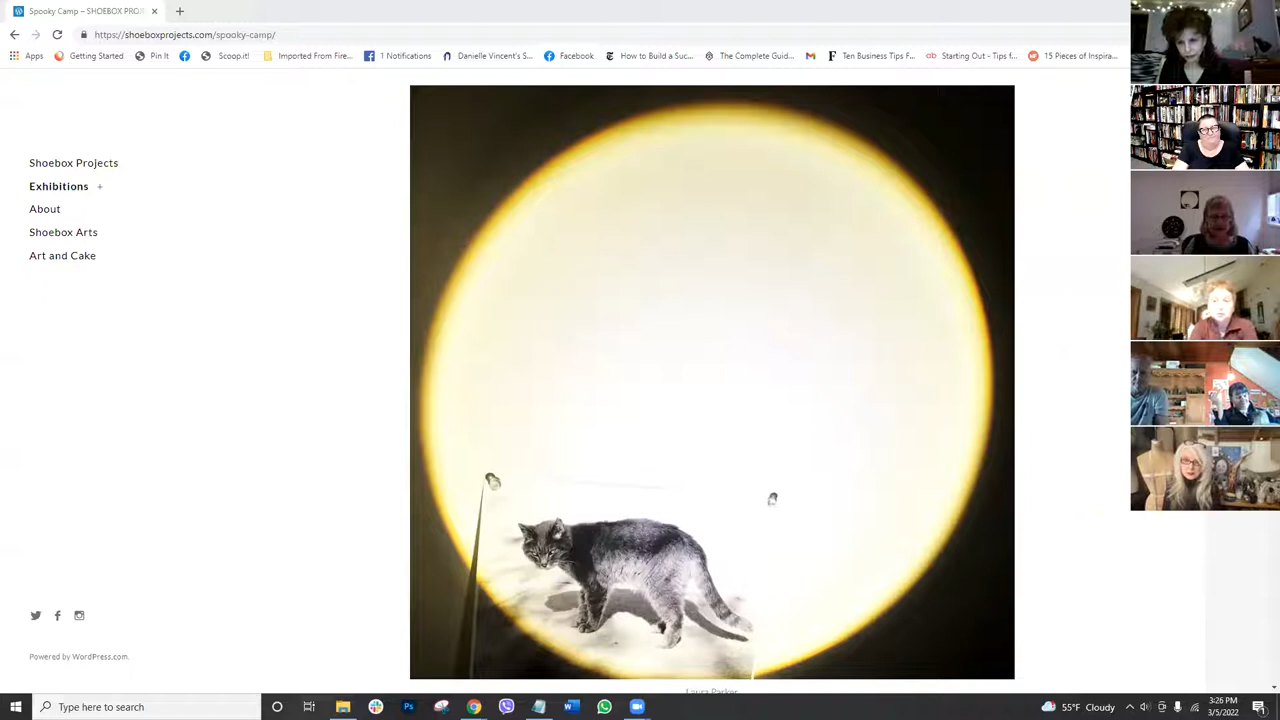 Spooky Camp – SHOEBOX PROJ
https://shoeboxprojects.com/spooky-camp/
Apps Getting Started Pin It Scoop.it! Imported From Fire... 1 Notifications Danielle Vincent's S... Facebook How to Build a Suc... The Complete Guid... Ten Business Tips F... Starting Out - Tips f... 15 Pieces of Inspira...
Shoebox Projects
Exhibitions +
About
Shoebox Arts
Art and Cake
Powered by WordPress.com.
Laura Parker
Type here to search
55°F Cloudy
3:26 PM
3/5/2022